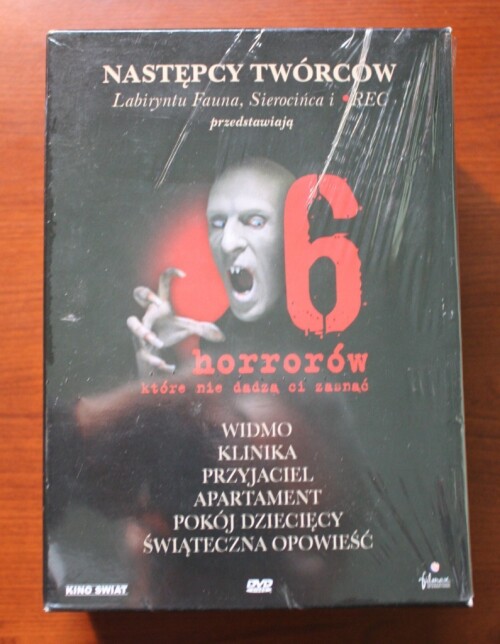 NASTĘPCY TWÓRCÓW
Labiryntu Fauna, Sierocińca i •REC
przedstawiają
6
horrorów
które nie dadzą ci zasnąć
WIDMO
KLINIKA
PRZYJACIEL
APARTAMENT
POKÓJ DZIECIĘCY
ŚWIĄTECZNA OPOWIEŚĆ
KINO ŚWIAT
DVD
filmax